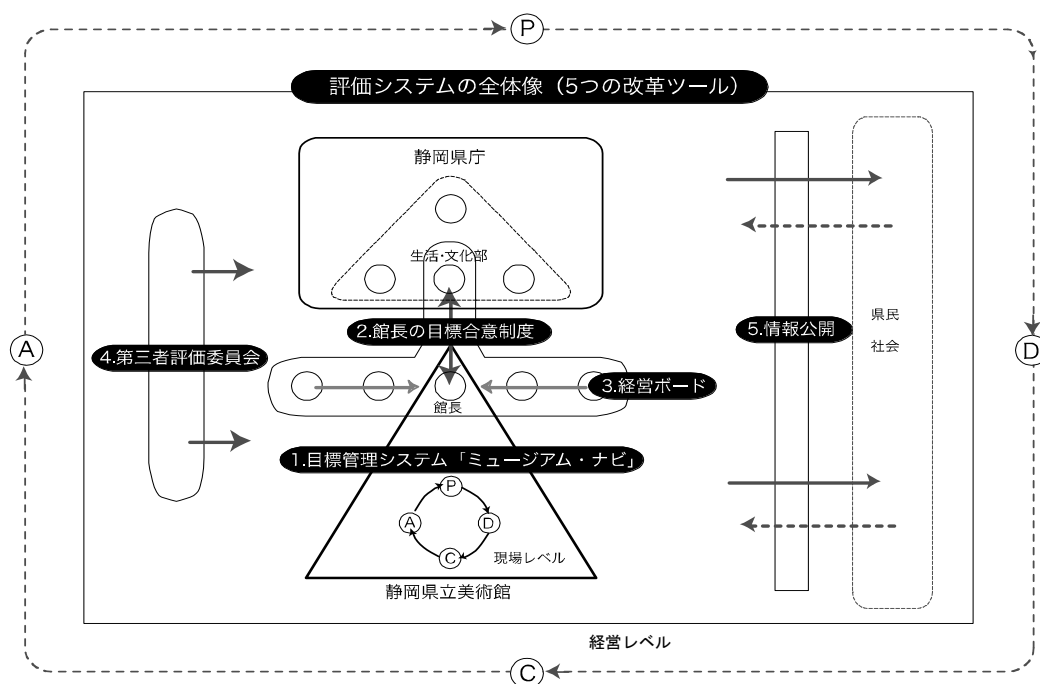 P
評価システムの全体像（5つの改革ツール）
静岡県庁
生活・文化部
2.館長の目標合意制度
5.情報公開
県民
社会
A
D
4.第三者評価委員会
3.経営ボード
館長
1.目標管理システム「ミュージアム・ナビ」
P
A
D
C
現場レベル
静岡県立美術館
経営レベル
C